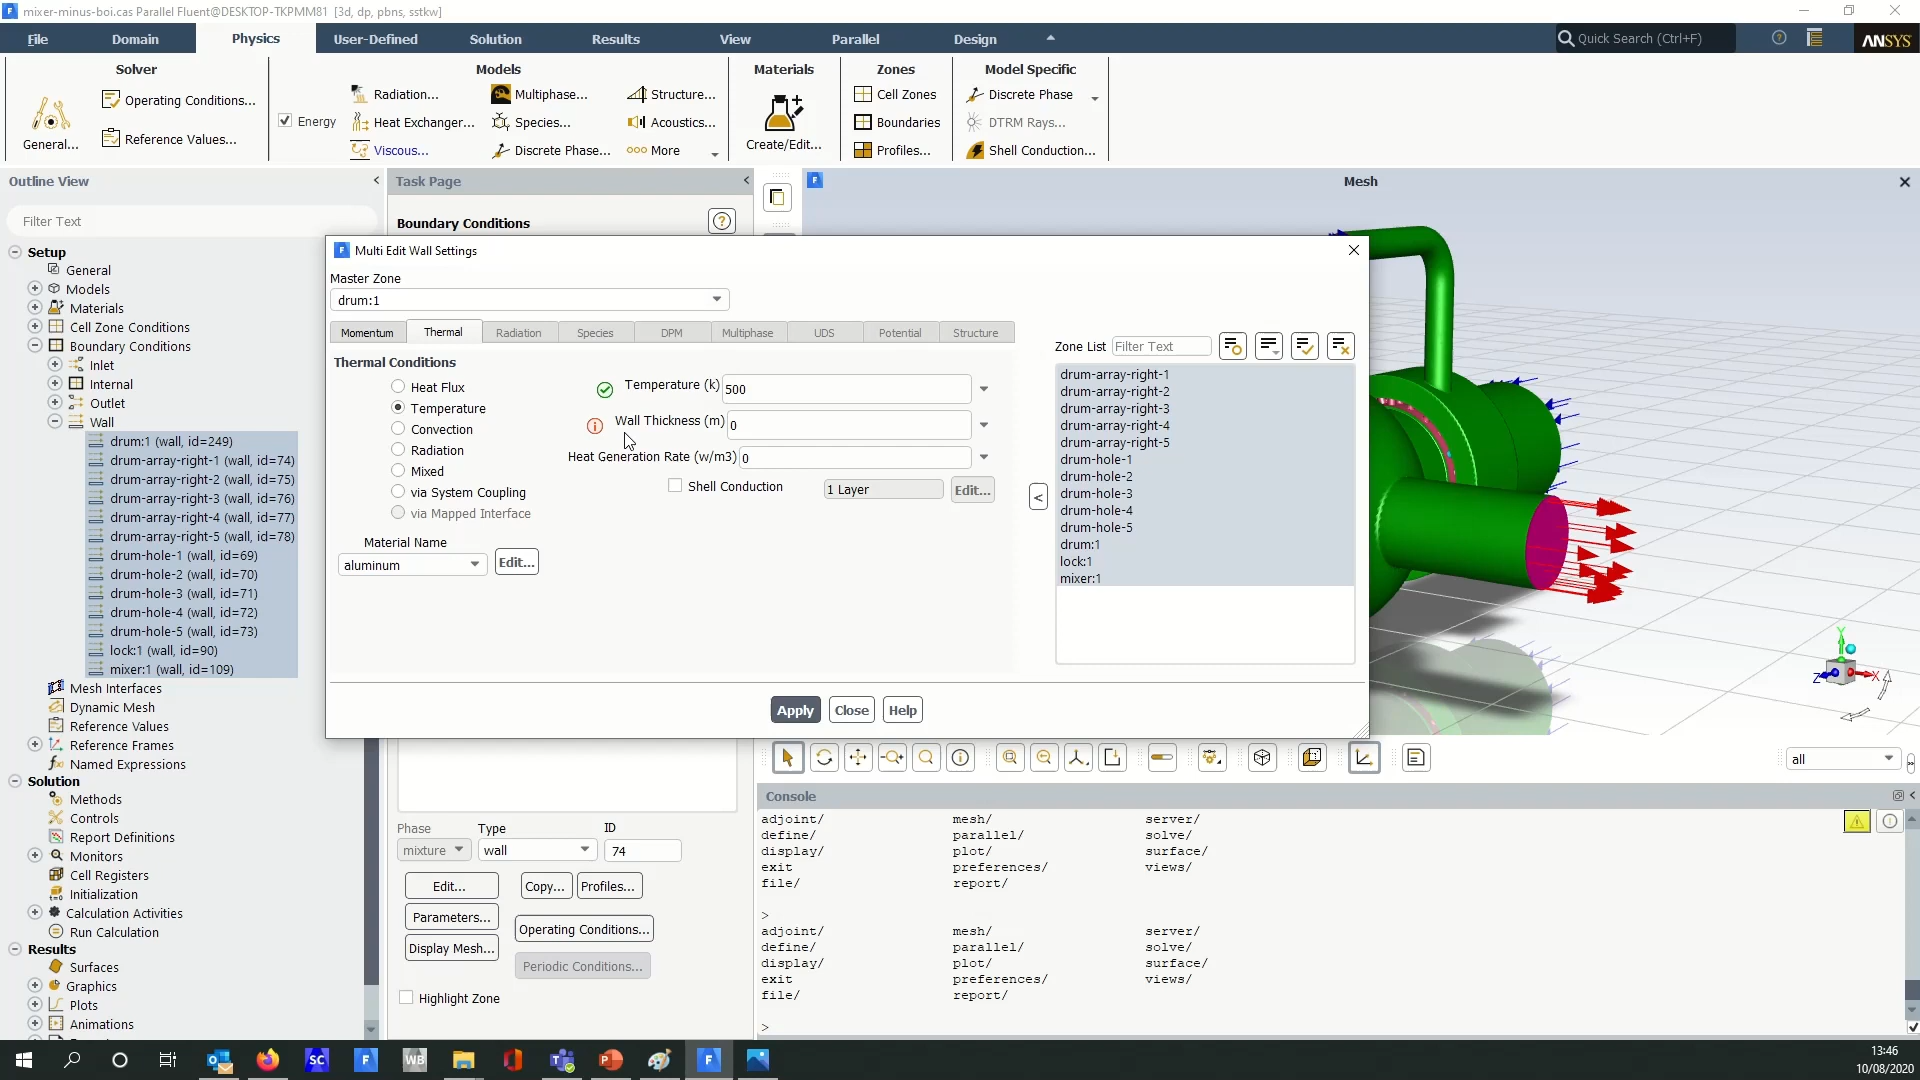 mixer-minus-boi.cas Parallel Fluent@DESKTOP-TKPMM81 [3d, dp, pbns, sstkw]
File Domain Physics User-Defined Solution Results View Parallel Design Quick Search (Ctrl+F) ANSYS
Solver Models Materials Zones Model Specific
Operating Conditions... Radiation... Multiphase... Structure... Cell Zones Discrete Phase
Energy Heat Exchanger... Species... Acoustics... Boundaries DTRM Rays...
General... Reference Values... Viscous... Discrete Phase... More Create/Edit... Profiles... Shell Conduction...
Outline View Task Page Mesh
Filter Text Boundary Conditions
Setup
General
Models
Materials
Cell Zone Conditions
Boundary Conditions
Inlet
Internal
Outlet
Wall
drum:1 (wall, id=249)
drum-array-right-1 (wall, id=74)
drum-array-right-2 (wall, id=75)
drum-array-right-3 (wall, id=76)
drum-array-right-4 (wall, id=77)
drum-array-right-5 (wall, id=78)
drum-hole-1 (wall, id=69)
drum-hole-2 (wall, id=70)
drum-hole-3 (wall, id=71)
drum-hole-4 (wall, id=72)
drum-hole-5 (wall, id=73)
lock:1 (wall, id=90)
mixer:1 (wall, id=109)
Mesh Interfaces
Dynamic Mesh
Reference Values
Reference Frames
Named Expressions
Solution
Methods
Controls
Report Definitions
Monitors
Cell Registers
Initialization
Calculation Activities
Run Calculation
Results
Surfaces
Graphics
Plots
Animations
Multi Edit Wall Settings
Master Zone
drum:1
Momentum Thermal Radiation Species DPM Multiphase UDS Potential Structure
Thermal Conditions
Heat Flux
Temperature
Convection
Radiation
Mixed
via System Coupling
via Mapped Interface
Temperature (k) 500
Wall Thickness (m) 0
Heat Generation Rate (w/m3) 0
Shell Conduction 1 Layer Edit...
Material Name
aluminum Edit...
Zone List Filter Text
drum-array-right-1
drum-array-right-2
drum-array-right-3
drum-array-right-4
drum-array-right-5
drum-hole-1
drum-hole-2
drum-hole-3
drum-hole-4
drum-hole-5
drum:1
lock:1
mixer:1
<
Apply Close Help
Y
Z X
all
Phase Type ID
mixture wall 74
Edit... Copy... Profiles...
Parameters... Operating Conditions...
Display Mesh... Periodic Conditions...
Highlight Zone
Console
adjoint/ mesh/ server/
define/ parallel/ solve/
display/ plot/ surface/
exit preferences/ views/
file/ report/
>
adjoint/ mesh/ server/
define/ parallel/ solve/
display/ plot/ surface/
exit preferences/ views/
file/ report/
>
SC F WB F
13:46
10/08/2020